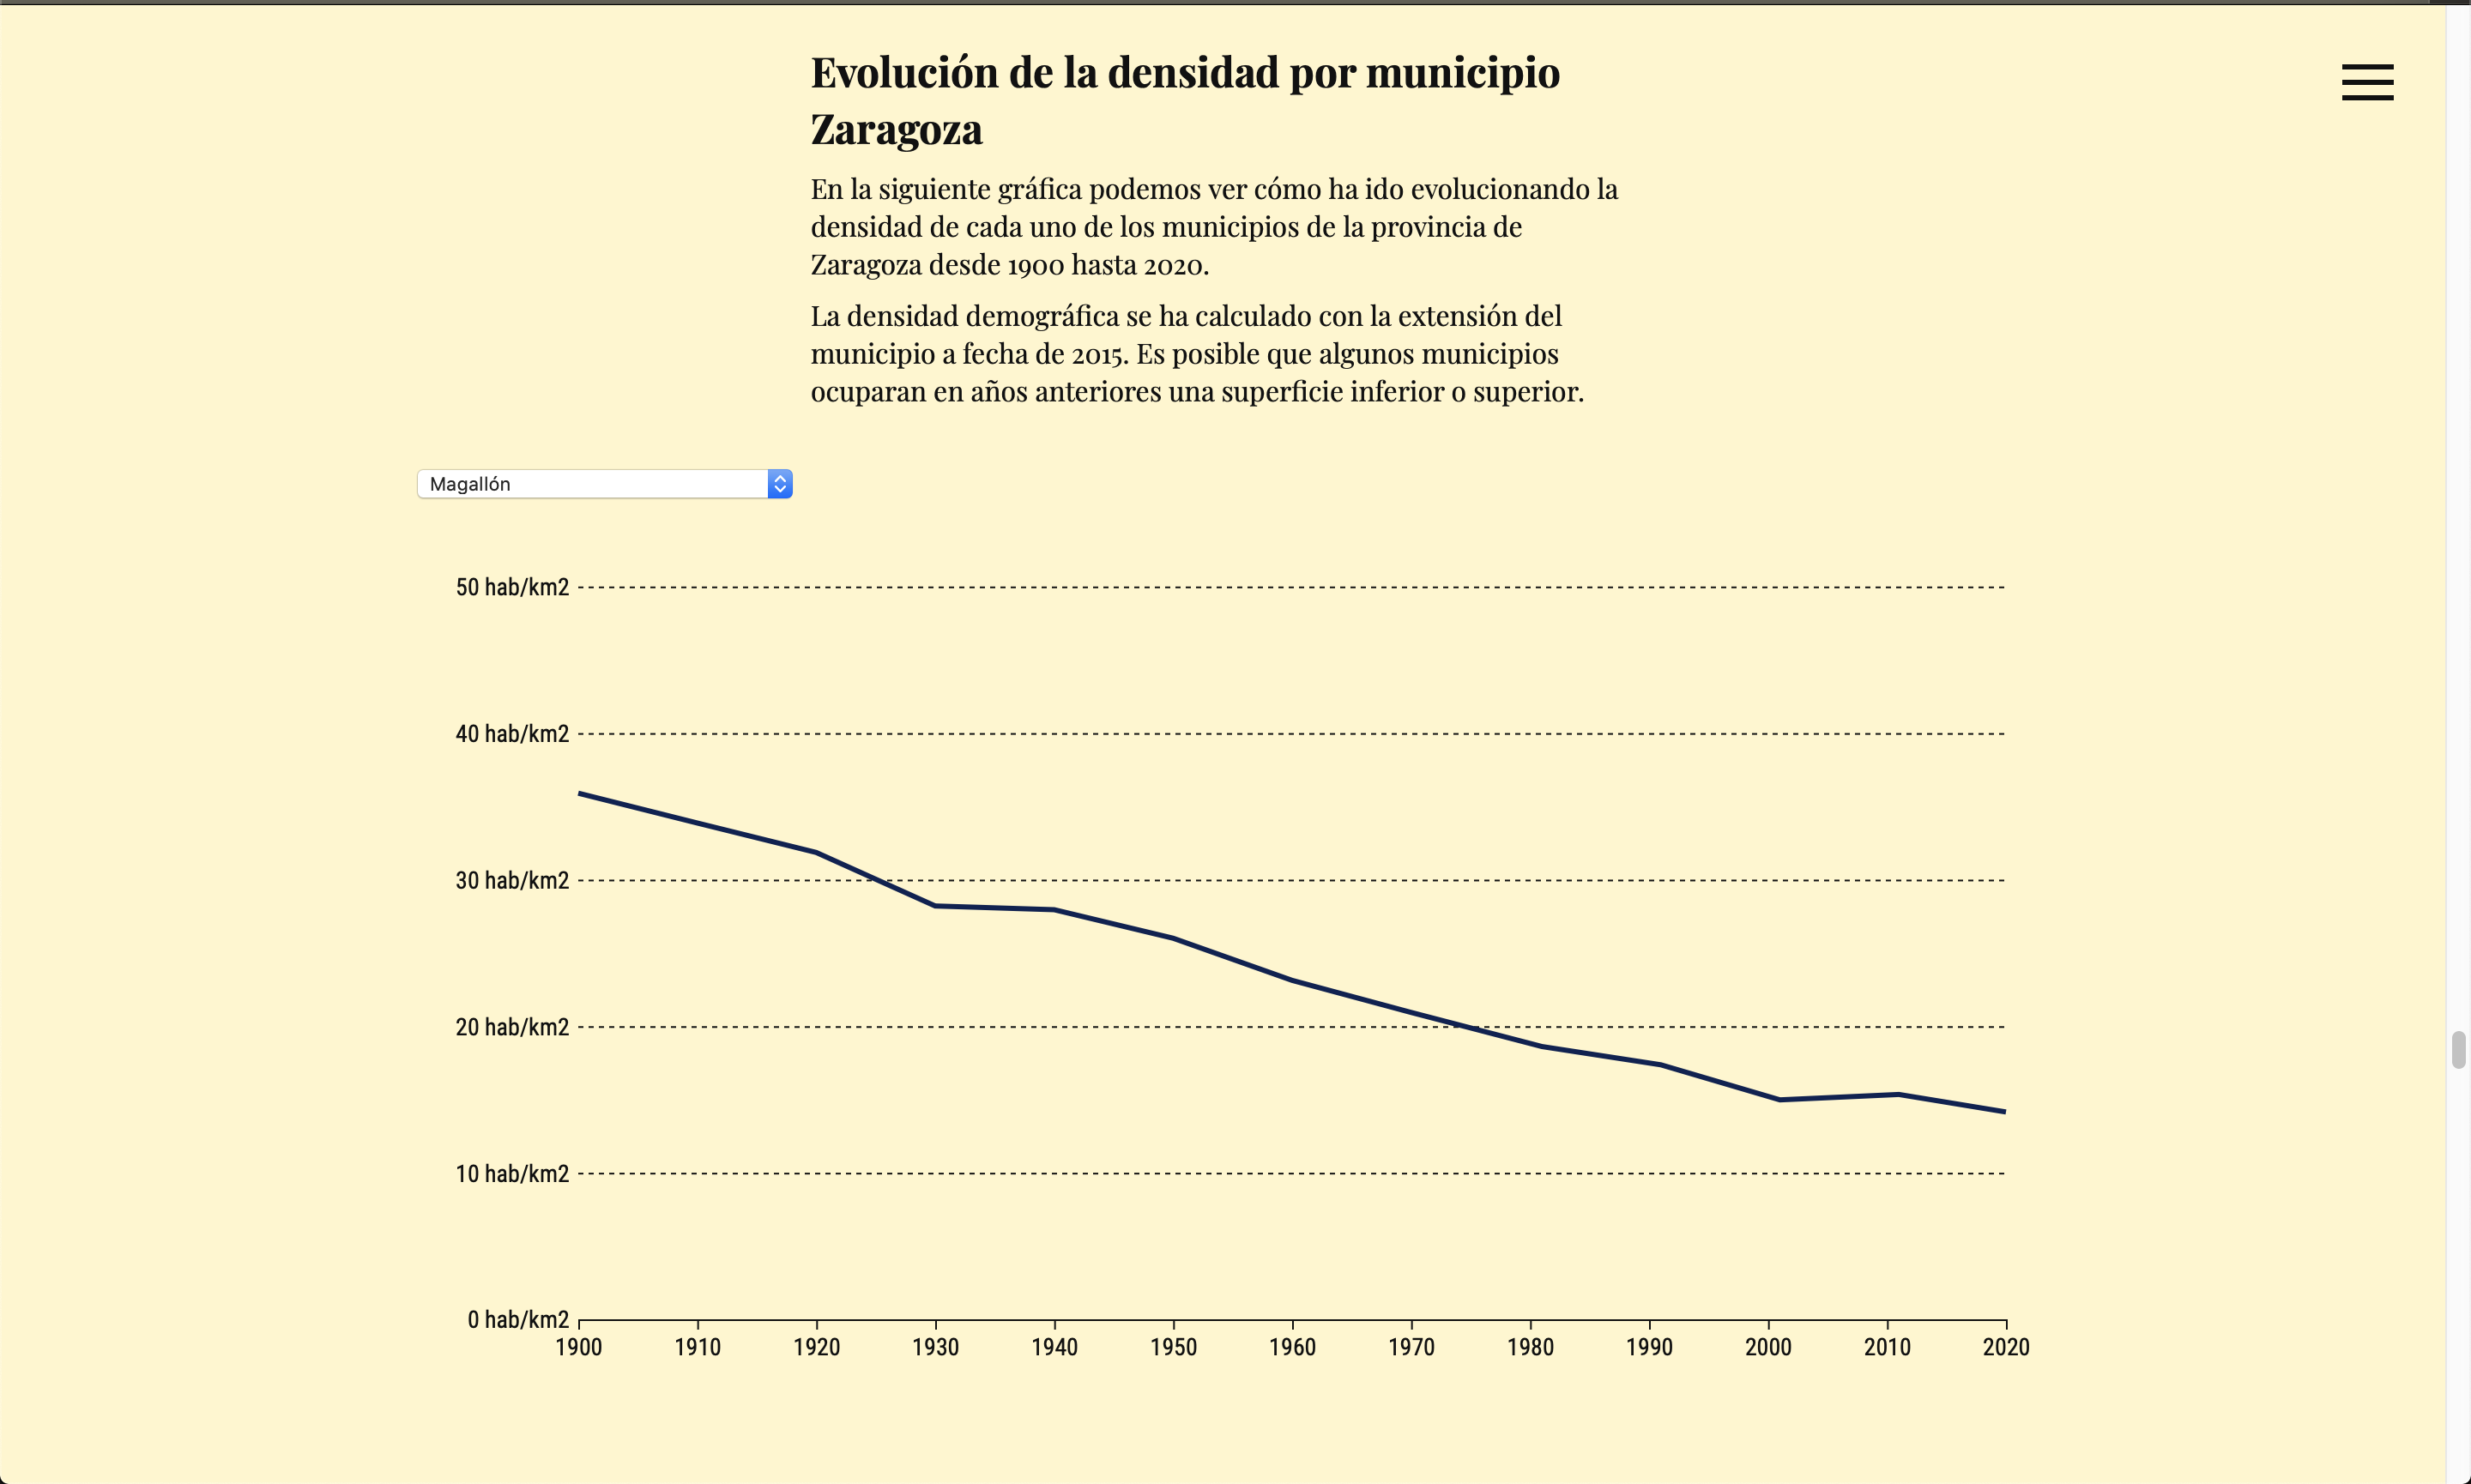 Evolución de la densidad por municipio
Zaragoza
En la siguiente gráfica podemos ver cómo ha ido evolucionando la
densidad de cada uno de los municipios de la provincia de
Zaragoza desde 1900 hasta 2020.
La densidad demográfica se ha calculado con la extensión del
municipio a fecha de 2015. Es posible que algunos municipios
ocuparan en años anteriores una superficie inferior o superior.
Magallón
50 hab/km2
40 hab/km2
30 hab/km2
20 hab/km2
10 hab/km2
0 hab/km2
1900 1910 1920 1930 1940 1950 1960 1970 1980 1990 2000 2010 2020